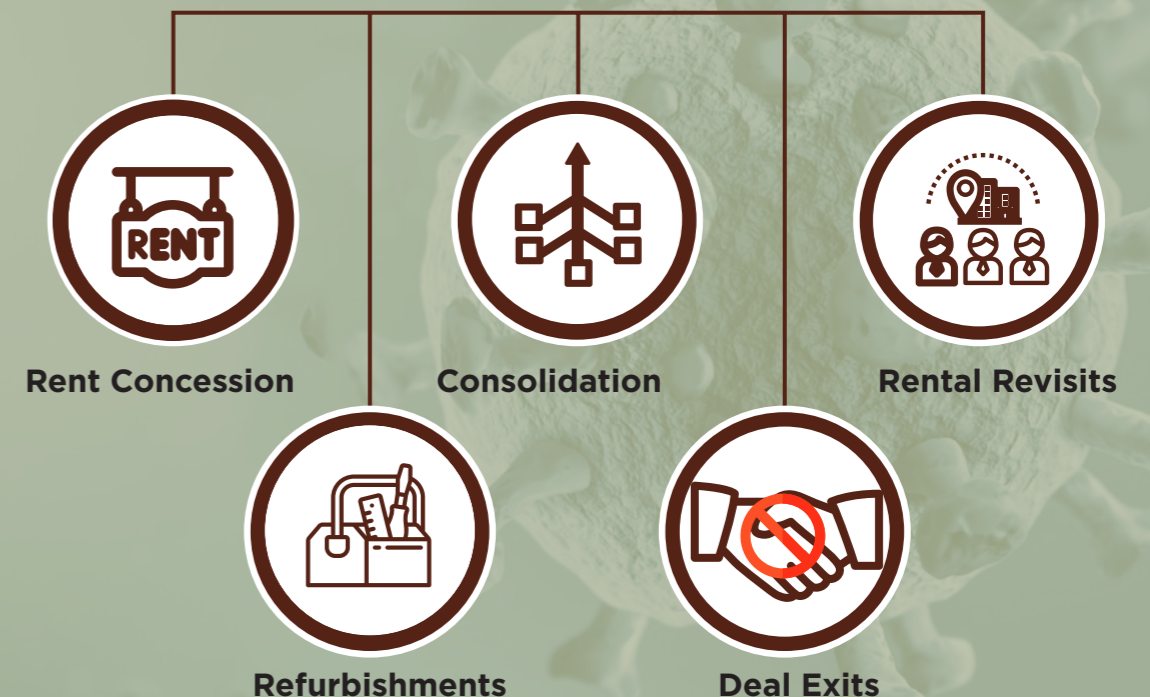 RENT
Rent Concession
Consolidation
Rental Revisits
Refurbishments
Deal Exits